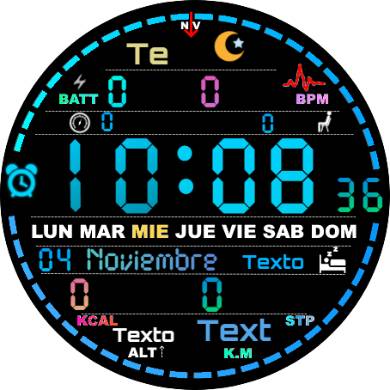 N V
Te
BATT 0 0 BPM
0 0
10:08 36
LUN MAR MIE JUE VIE SAB DOM
04 Noviembre Texto
0 0
KCAL Texto Text STP
ALT↑ K.M